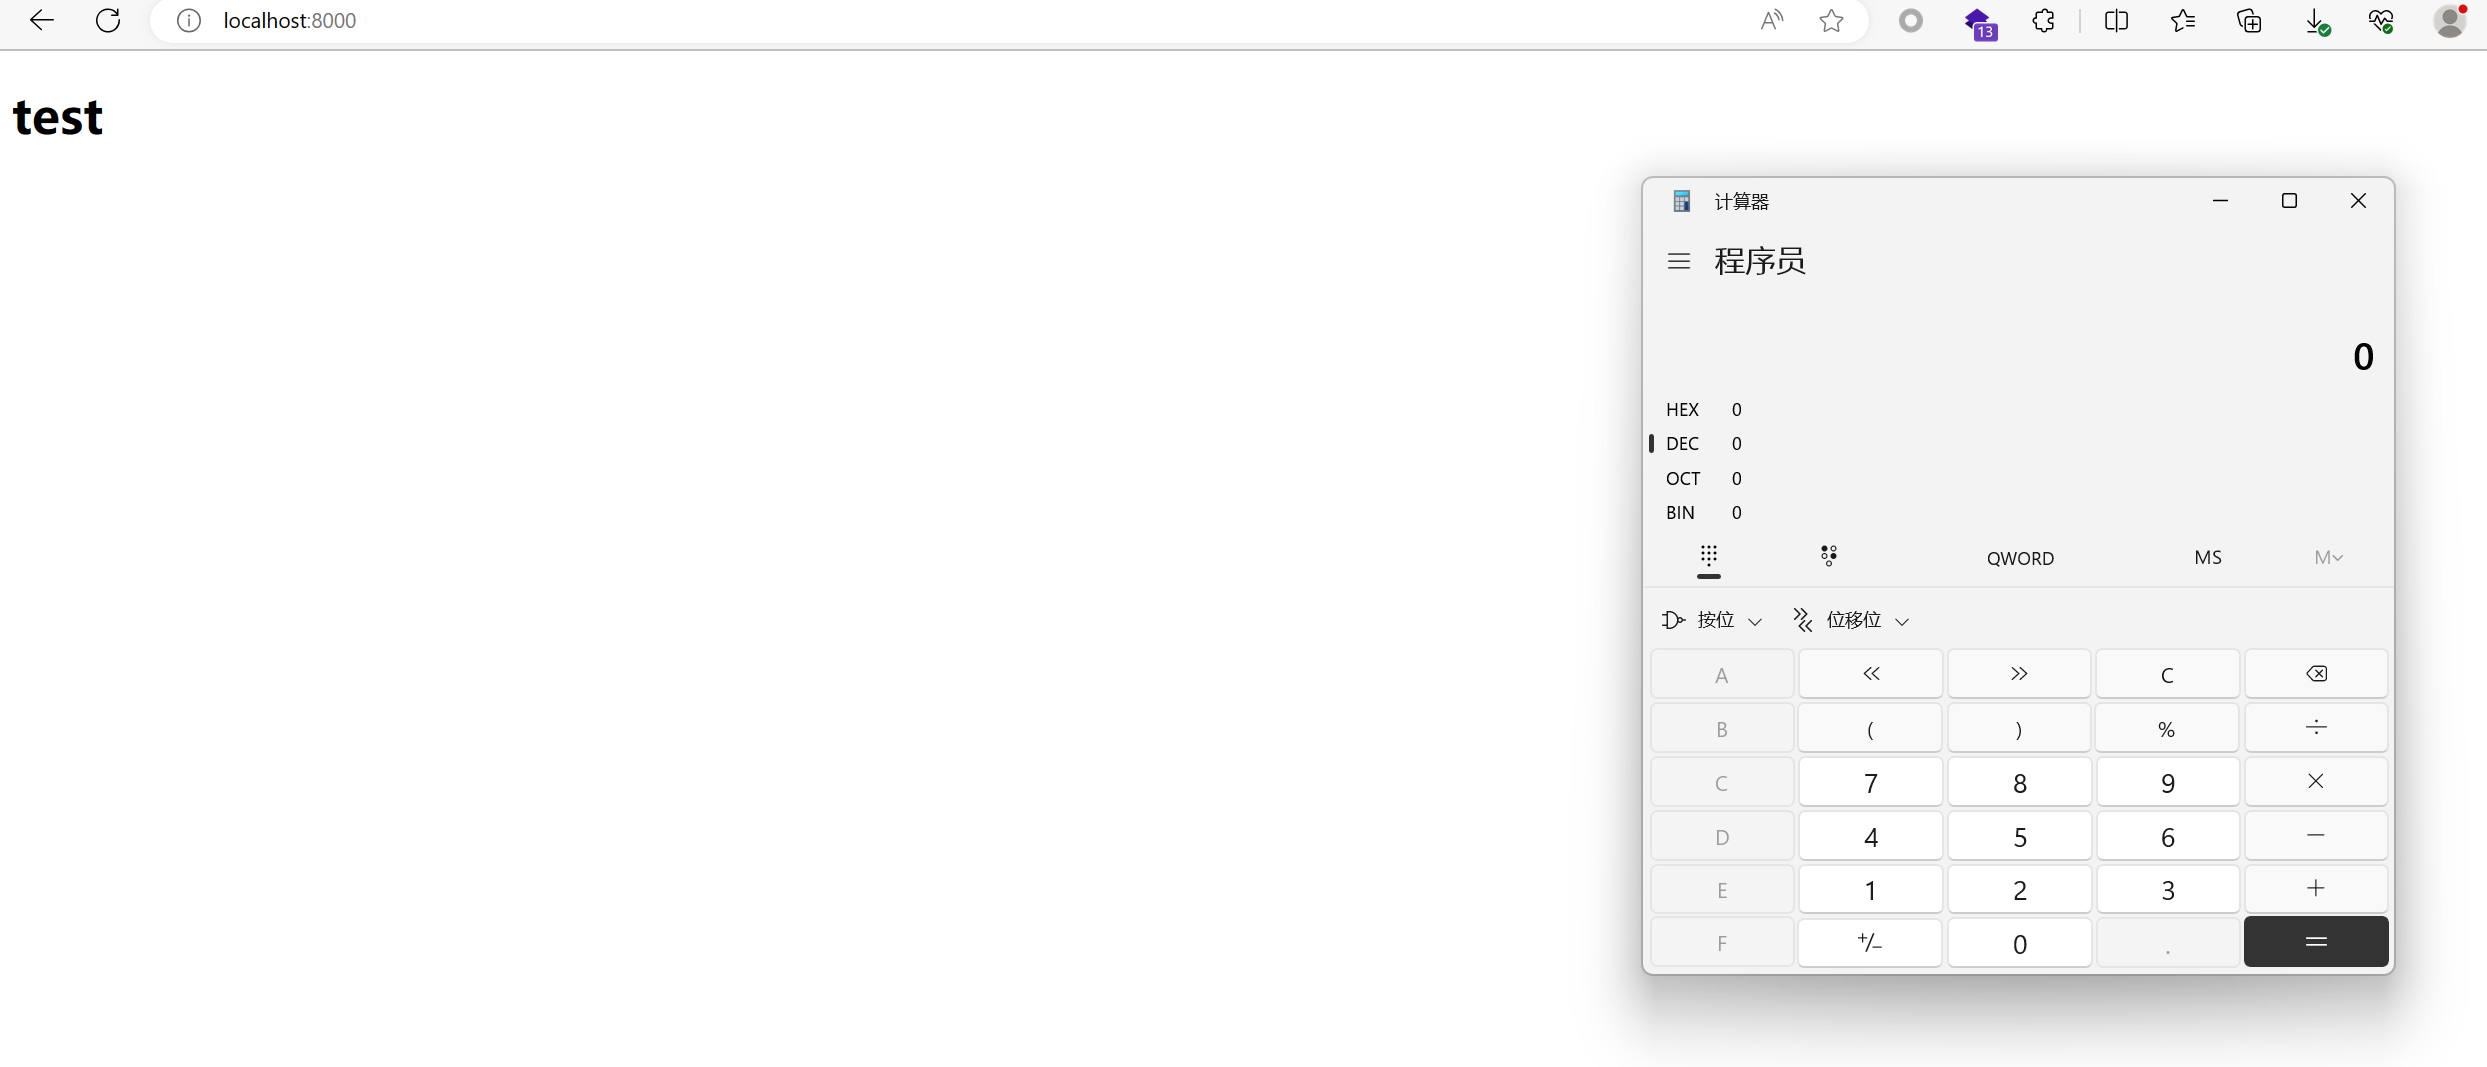 localhost:8000
13
test
计算器
程序员
0
HEX 0
DEC 0
OCT 0
BIN 0
QWORD MS M
按位 位移位
A << >> C
B ( ) % ÷
C 7 8 9 ×
D 4 5 6 −
E 1 2 3 +
F +/− 0 . =